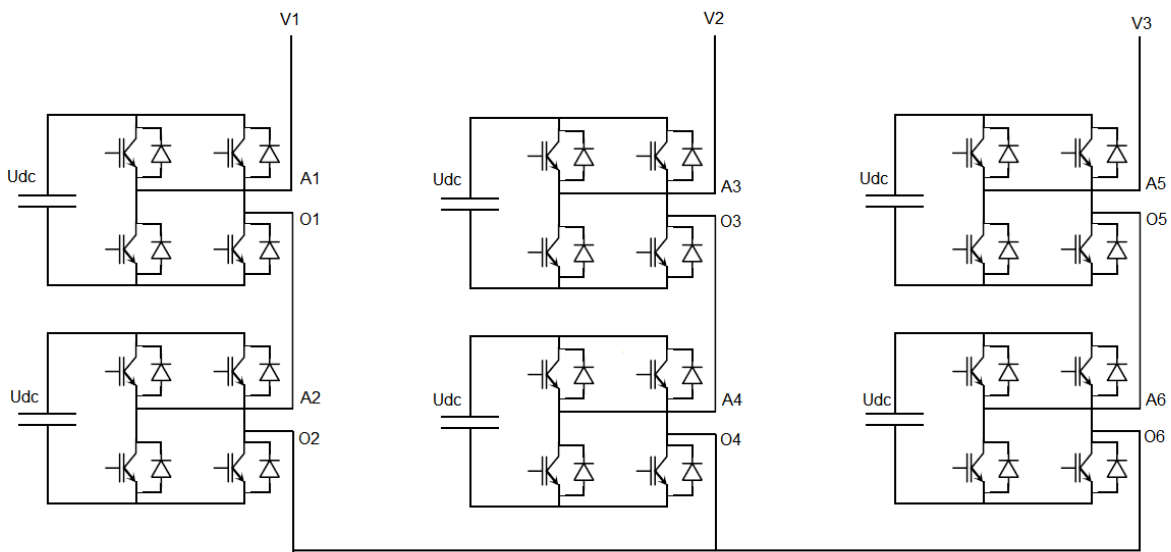 V1 V2 V3
Udc A1 Udc A3 Udc A5
O1 O3 O5
Udc A2 Udc A4 Udc A6
O2 O4 O6